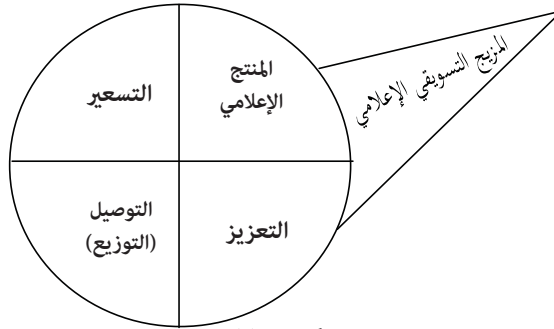 المزيج التسويقي الإعلامي
المنتج
الإعلامي
التسعير
التعزيز
التوصيل
(التوزيع)